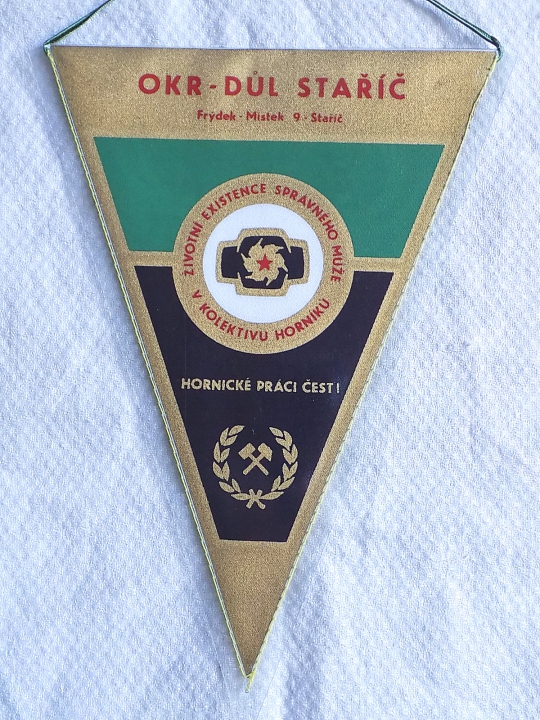 OKR - DŮL STAŘÍČ
Frýdek - Místek 9 - Staříč
ŽIVOTNÍ EXISTENCE SPRÁVNÉHO MUŽE
V KOLEKTIVU HORNÍKŮ
HORNICKÉ PRÁCI ČEST!